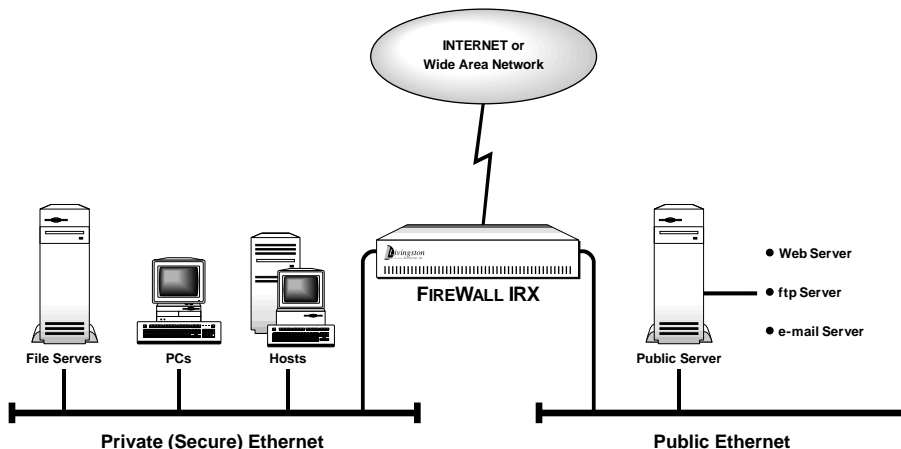 INTERNET or
Wide Area Network
Livingston
FIREWALL IRX
File Servers
PCs
Hosts
Public Server
• Web Server
• ftp Server
• e-mail Server
Private (Secure) Ethernet
Public Ethernet